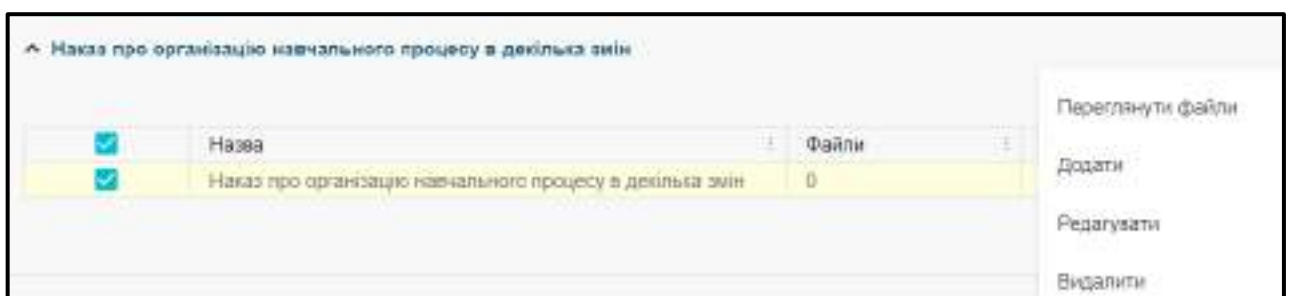 Наказ про організацію навчального процесу в декілька змін
Переглянути файли
Назва
Файли
Додати
Наказ про організацію навчального процесу в декілька змін
0
Редагувати
Видалити